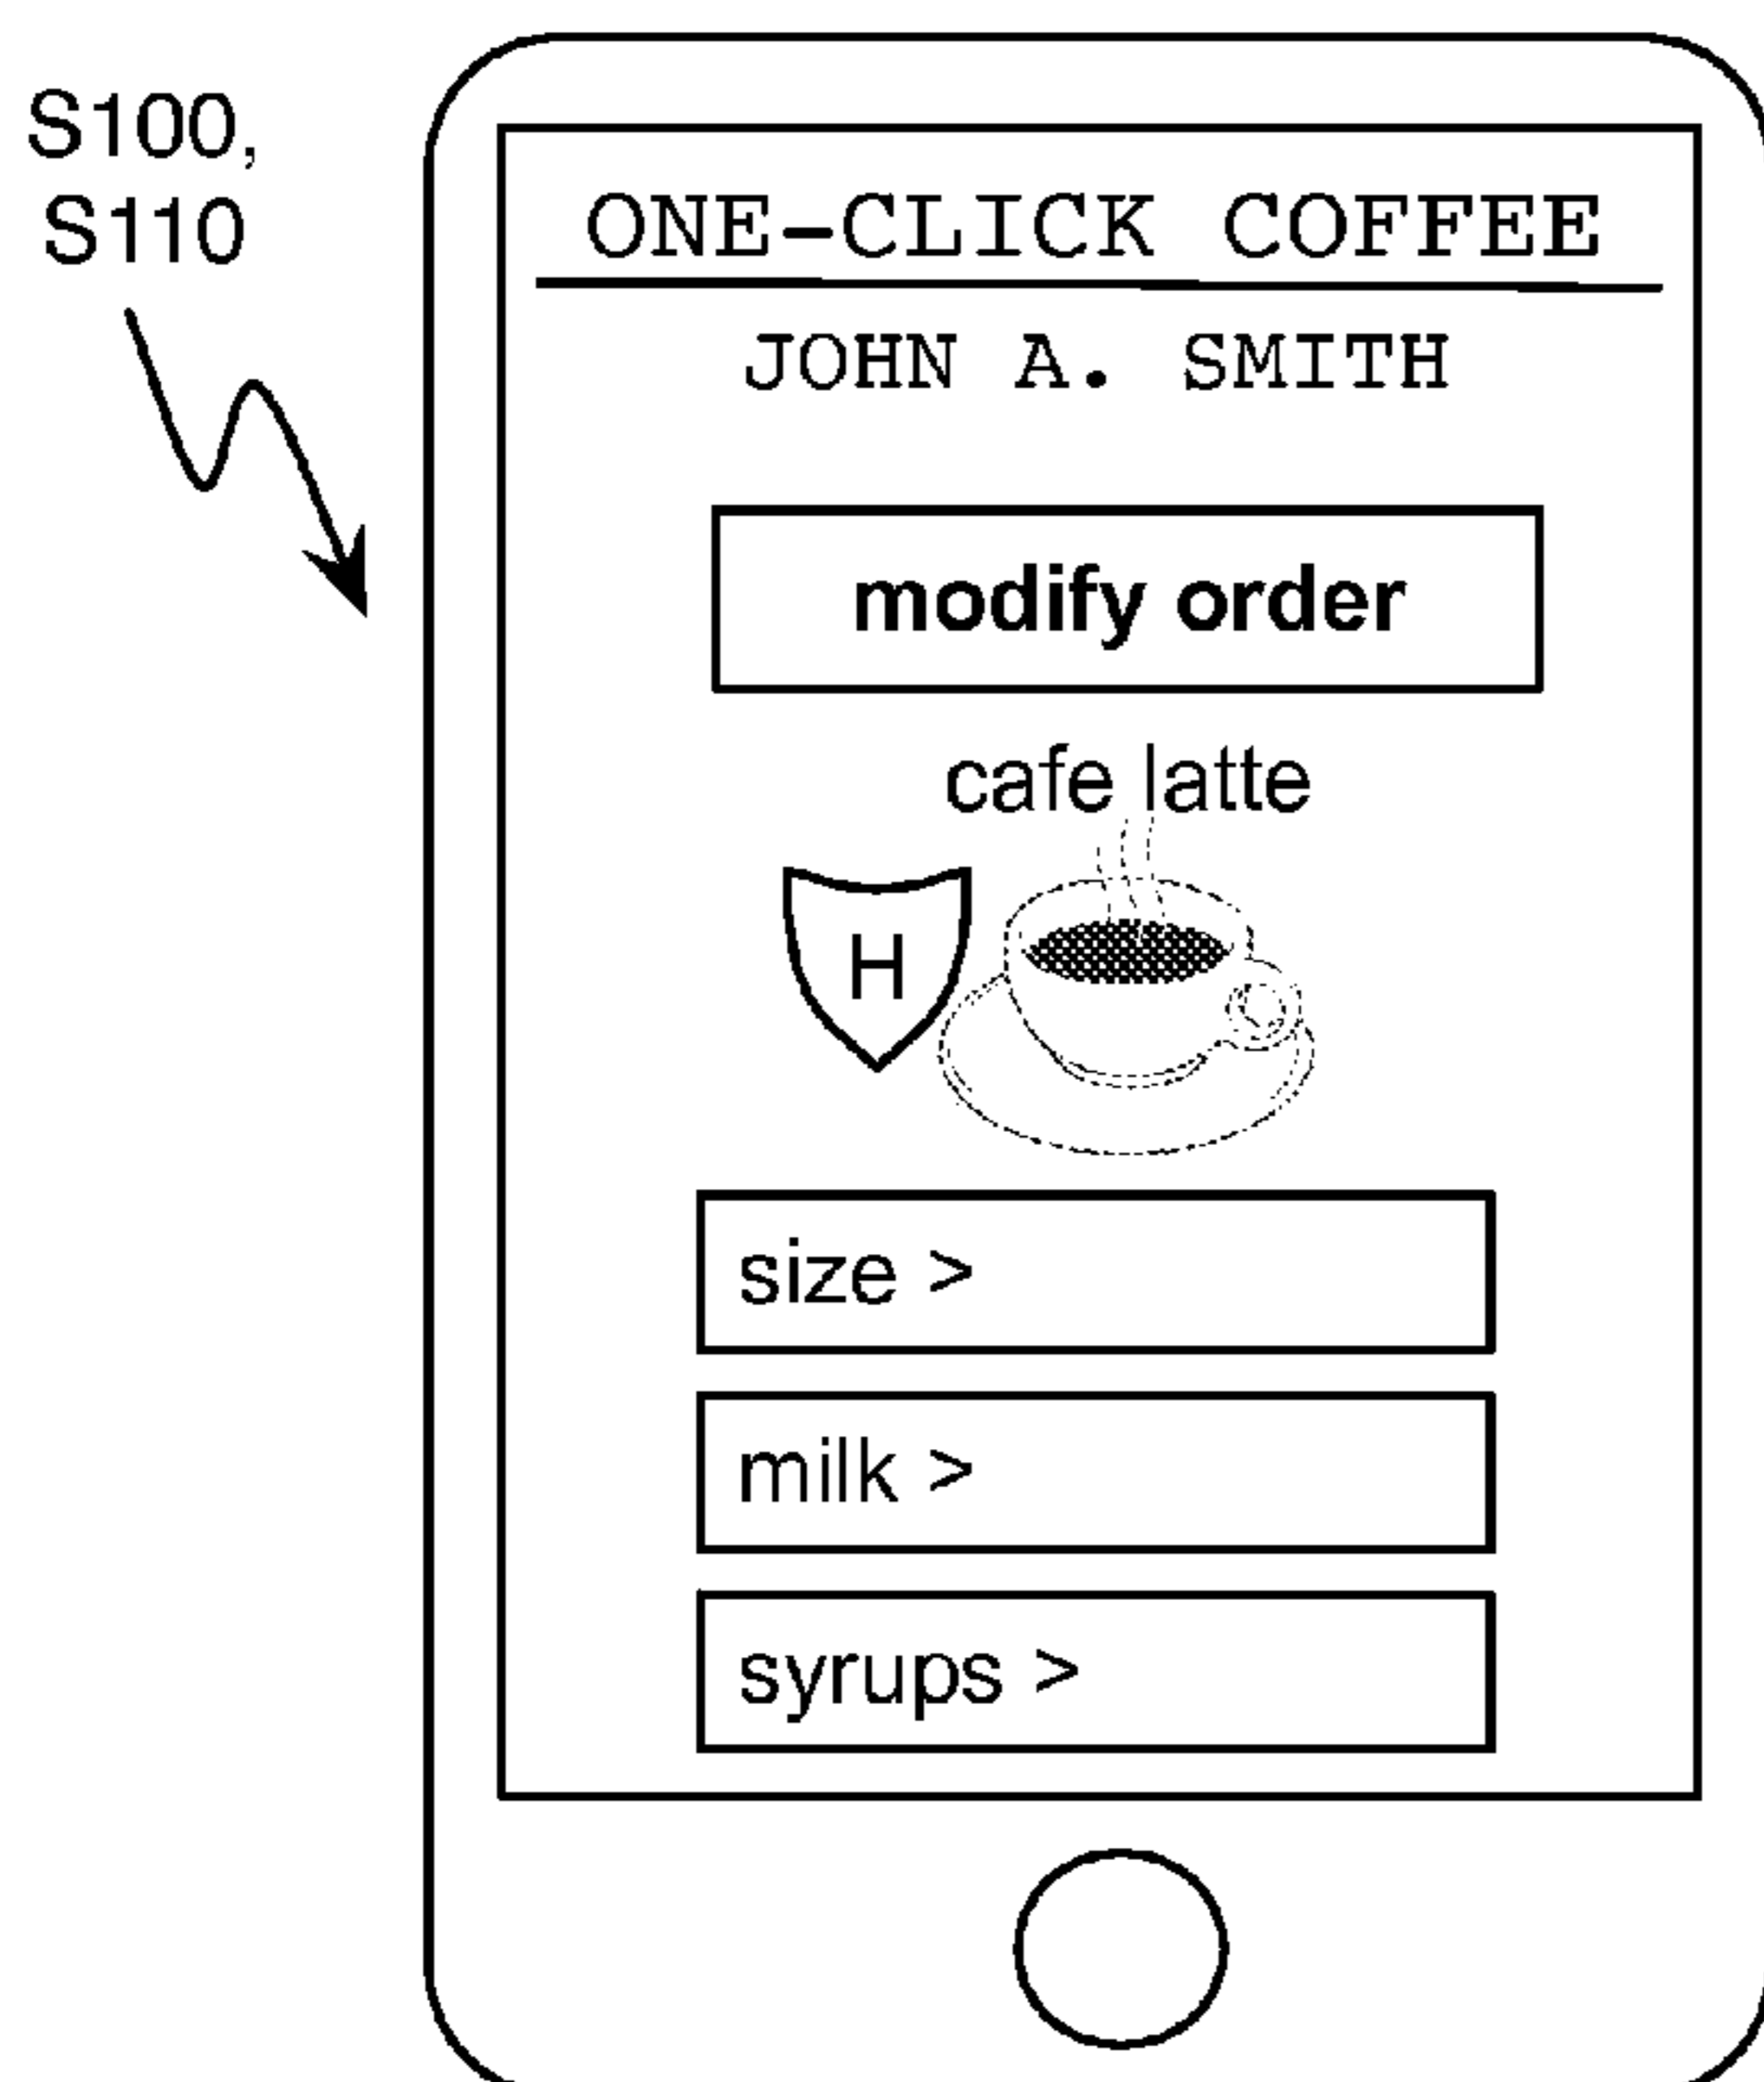 S100,
S110
ONE-CLICK COFFEE
JOHN A. SMITH
modify order
cafe latte
H
size >
milk >
syrups >